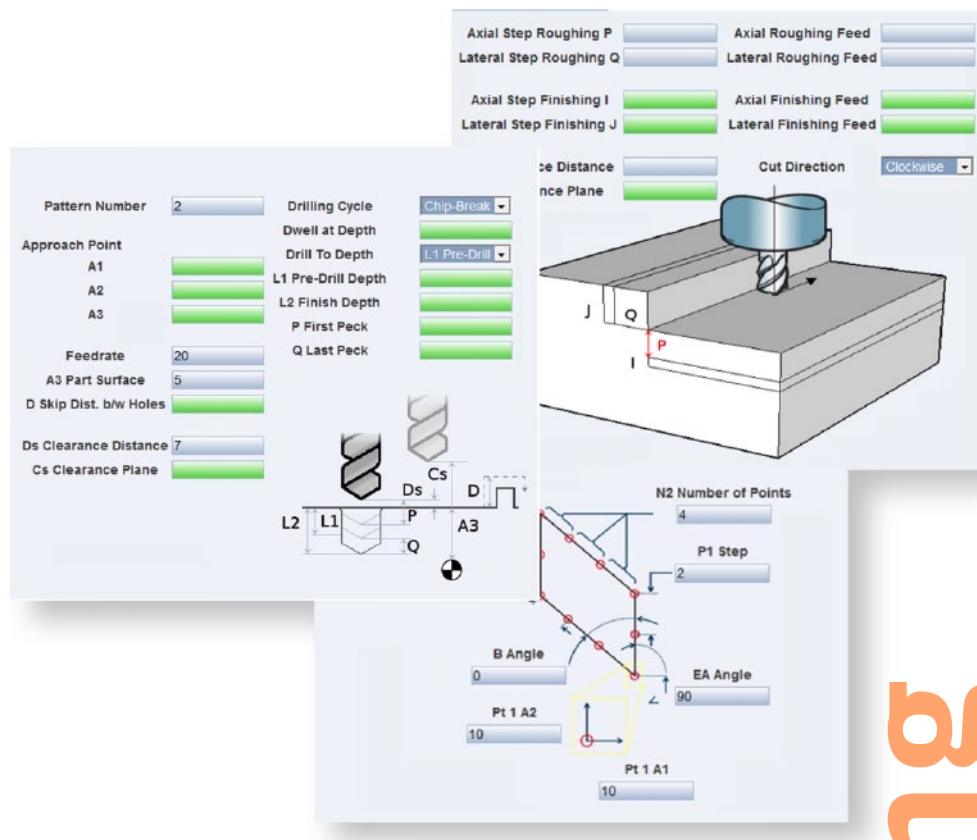 Axial Step Roughing P
Axial Roughing Feed
Lateral Step Roughing Q
Lateral Roughing Feed
Axial Step Finishing I
Axial Finishing Feed
Lateral Step Finishing J
Lateral Finishing Feed
Distance
Cut Direction
Clockwise
Plane
J
Q
P
I
Pattern Number
2
Drilling Cycle
Chip-Break
Dwell at Depth
Approach Point
Drill To Depth
L1 Pre-Drill
A1
L1 Pre-Drill Depth
A2
L2 Finish Depth
A3
P First Peck
Q Last Peck
Feedrate
20
A3 Part Surface
5
D Skip Dist. b/w Holes
Ds Clearance Distance
7
Cs Clearance Plane
Cs
Ds
D
L2
L1
P
A3
Q
N2 Number of Points
4
P1 Step
2
B Angle
0
EA Angle
90
Pt 1 A2
10
Pt 1 A1
10